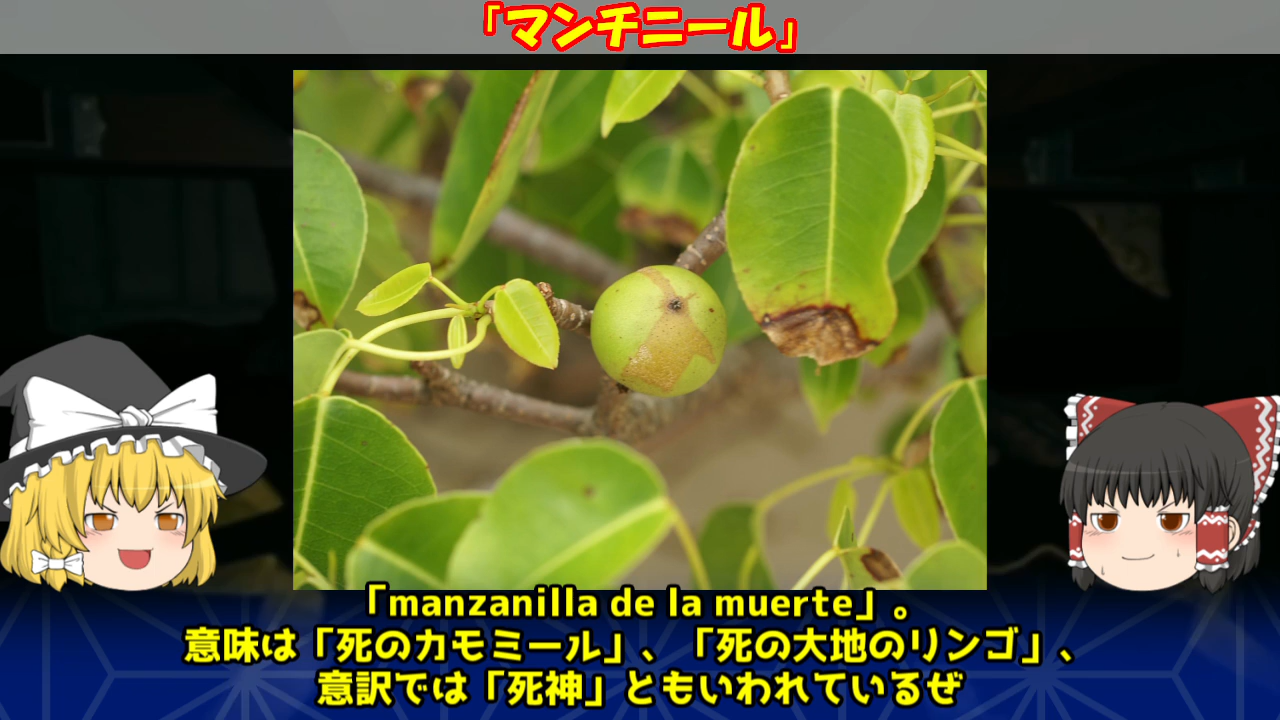 「マンチニール」
「manzanilla de la muerte」。
意味は「死のカモミール」、「死の大地のリンゴ」、
意訳では「死神」ともいわれているぜ